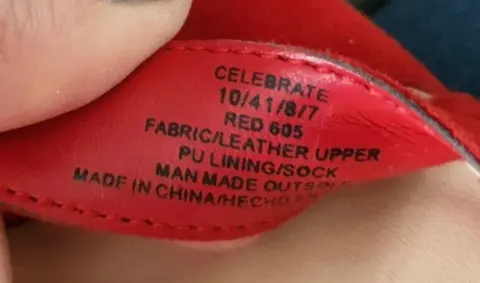 CELEBRATE
10/41/8/7
RED 605
FABRIC/LEATHER UPPER
PU LINING/SOCK
MAN MADE
MADE IN CHINA/HECHO